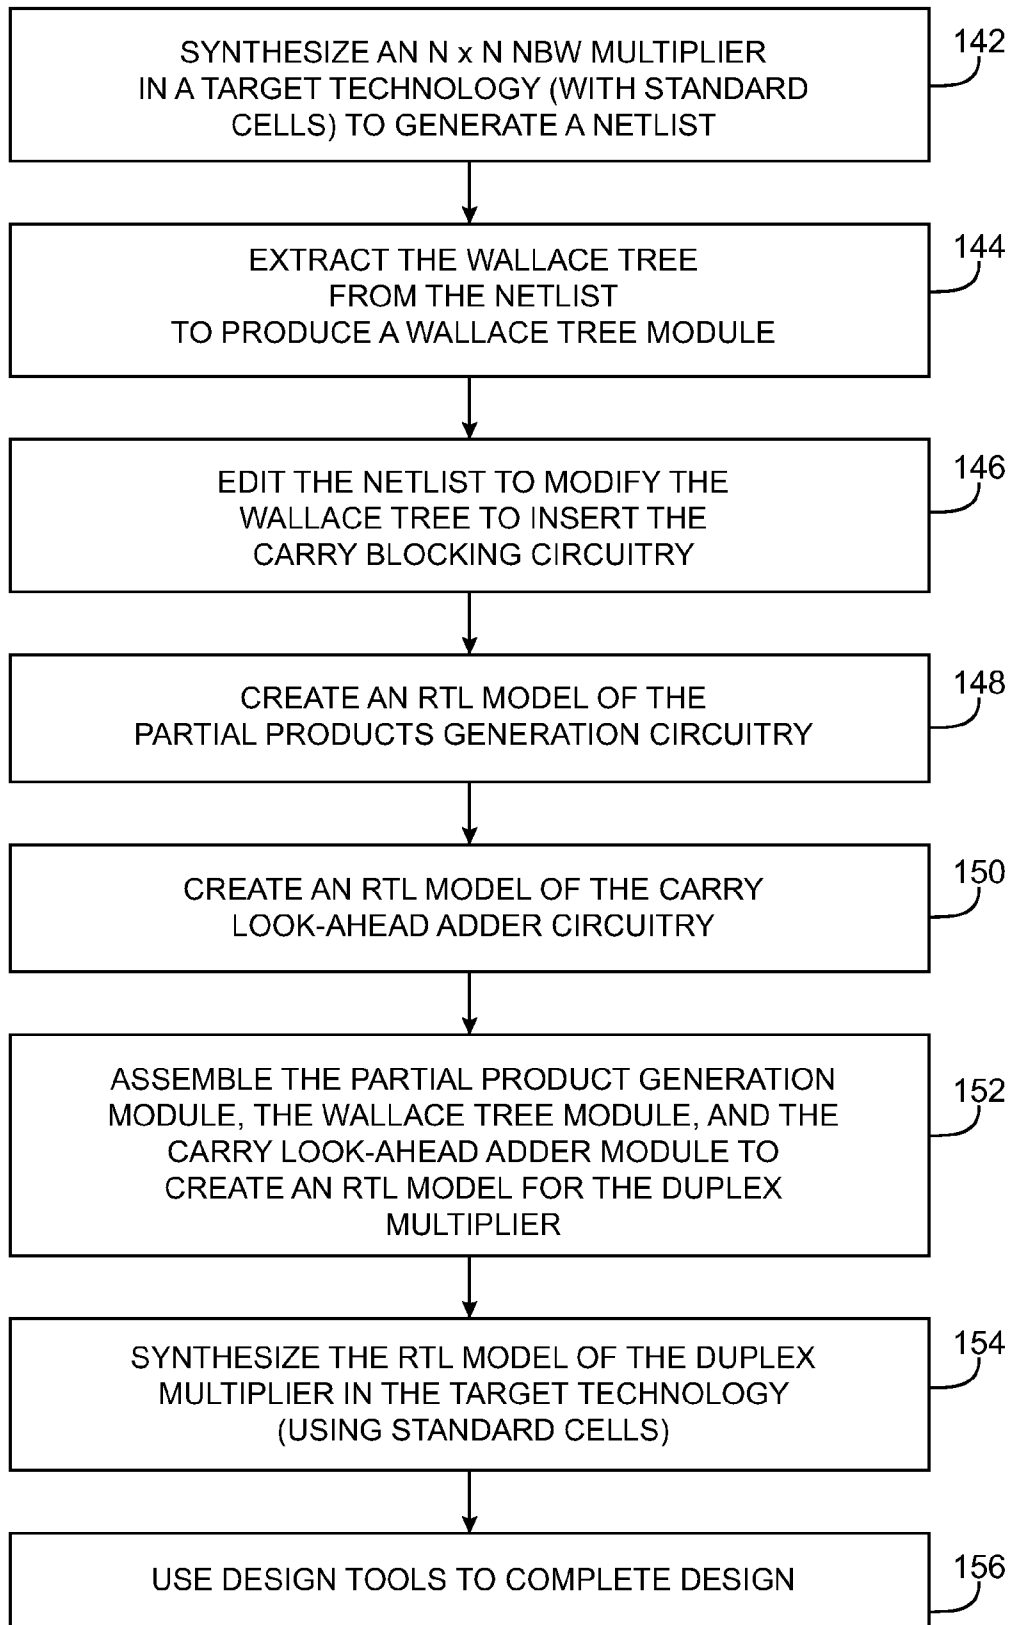 SYNTHESIZE AN N x N NBW MULTIPLIER
IN A TARGET TECHNOLOGY (WITH STANDARD
CELLS) TO GENERATE A NETLIST
142
EXTRACT THE WALLACE TREE
FROM THE NETLIST
TO PRODUCE A WALLACE TREE MODULE
144
EDIT THE NETLIST TO MODIFY THE
WALLACE TREE TO INSERT THE
CARRY BLOCKING CIRCUITRY
146
CREATE AN RTL MODEL OF THE
PARTIAL PRODUCTS GENERATION CIRCUITRY
148
CREATE AN RTL MODEL OF THE CARRY
LOOK-AHEAD ADDER CIRCUITRY
150
ASSEMBLE THE PARTIAL PRODUCT GENERATION
MODULE, THE WALLACE TREE MODULE, AND THE
CARRY LOOK-AHEAD ADDER MODULE TO
CREATE AN RTL MODEL FOR THE DUPLEX
MULTIPLIER
152
SYNTHESIZE THE RTL MODEL OF THE DUPLEX
MULTIPLIER IN THE TARGET TECHNOLOGY
(USING STANDARD CELLS)
154
USE DESIGN TOOLS TO COMPLETE DESIGN
156